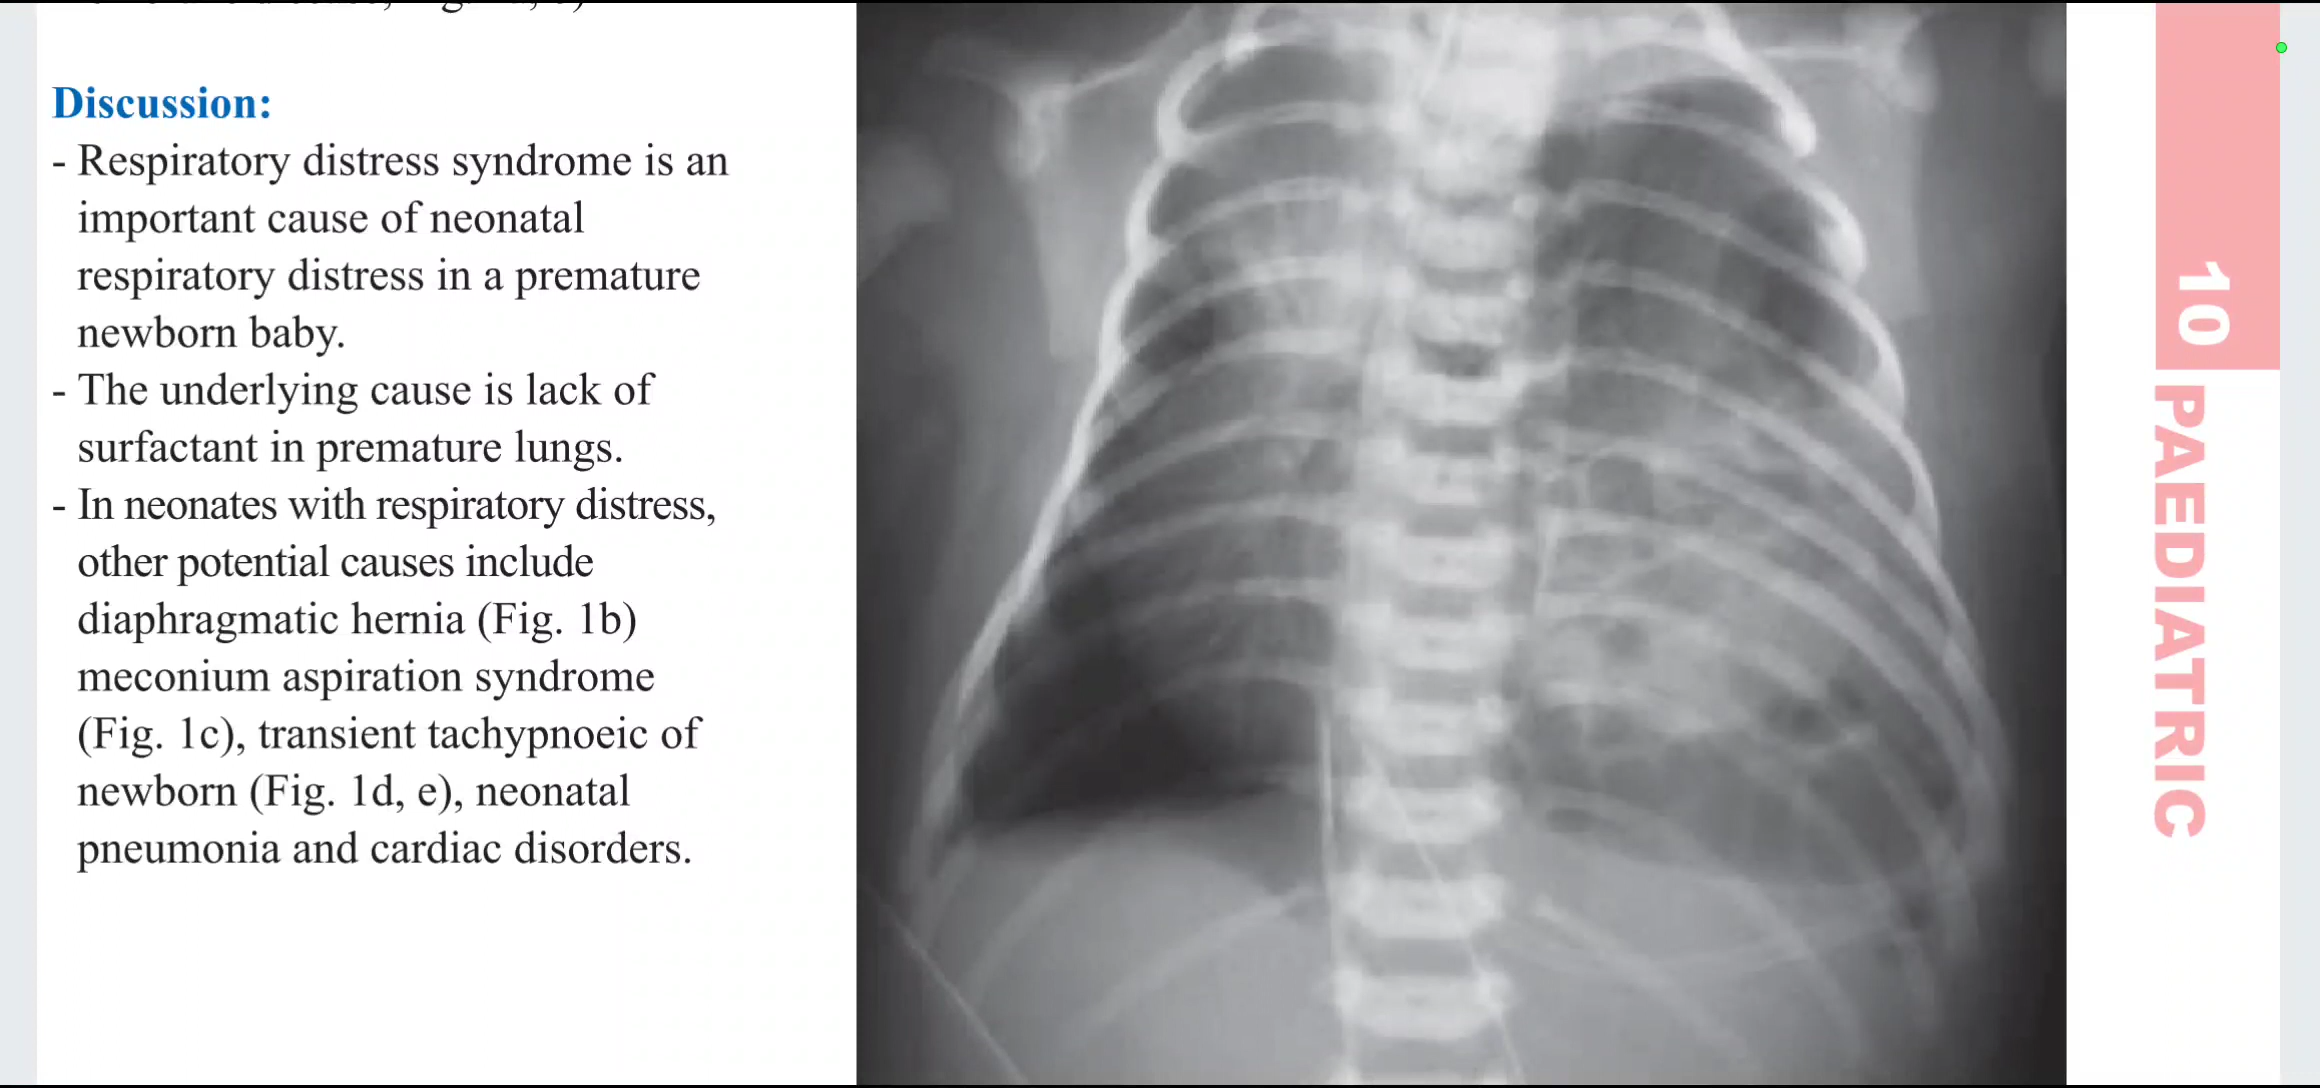 Discussion:
- Respiratory distress syndrome is an
important cause of neonatal
respiratory distress in a premature
newborn baby.
- The underlying cause is lack of
surfactant in premature lungs.
- In neonates with respiratory distress,
other potential causes include
diaphragmatic hernia (Fig. 1b)
meconium aspiration syndrome
(Fig. 1c), transient tachypnoeic of
newborn (Fig. 1d, e), neonatal
pneumonia and cardiac disorders.
10
PAEDIATRIC